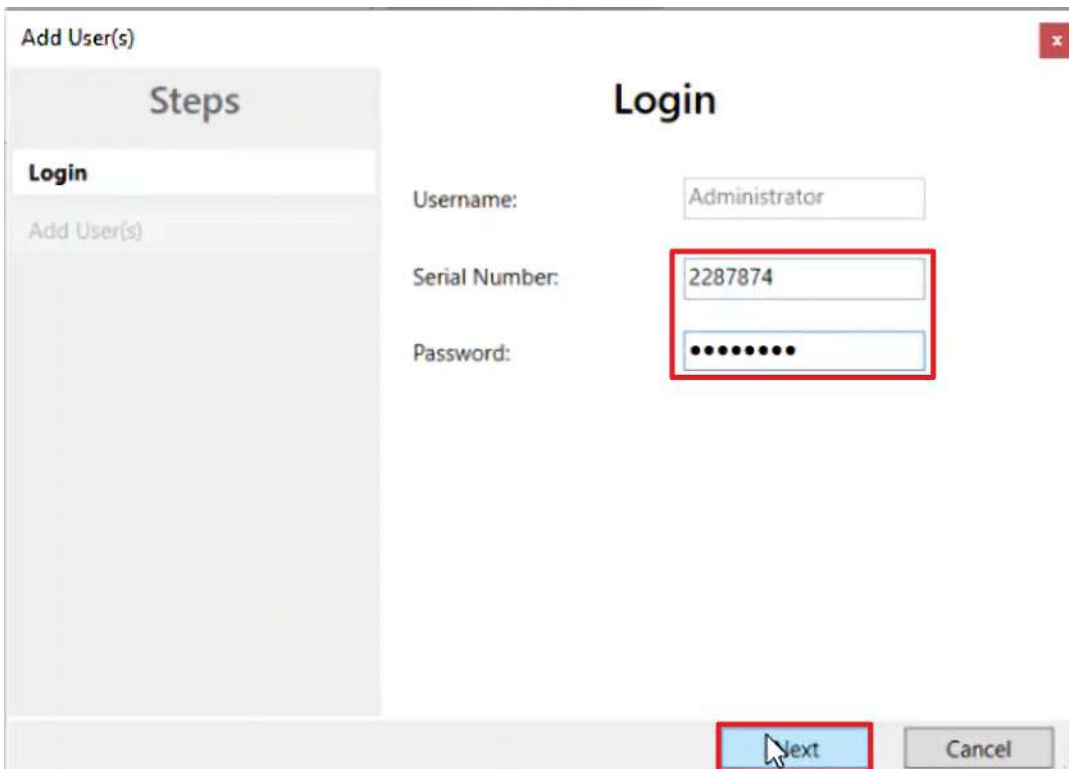 Add User(s)
x
Steps
Login
Login
Add User(s)
Username:
Administrator
Serial Number:
2287874
Password:
••••••••
Next
Cancel